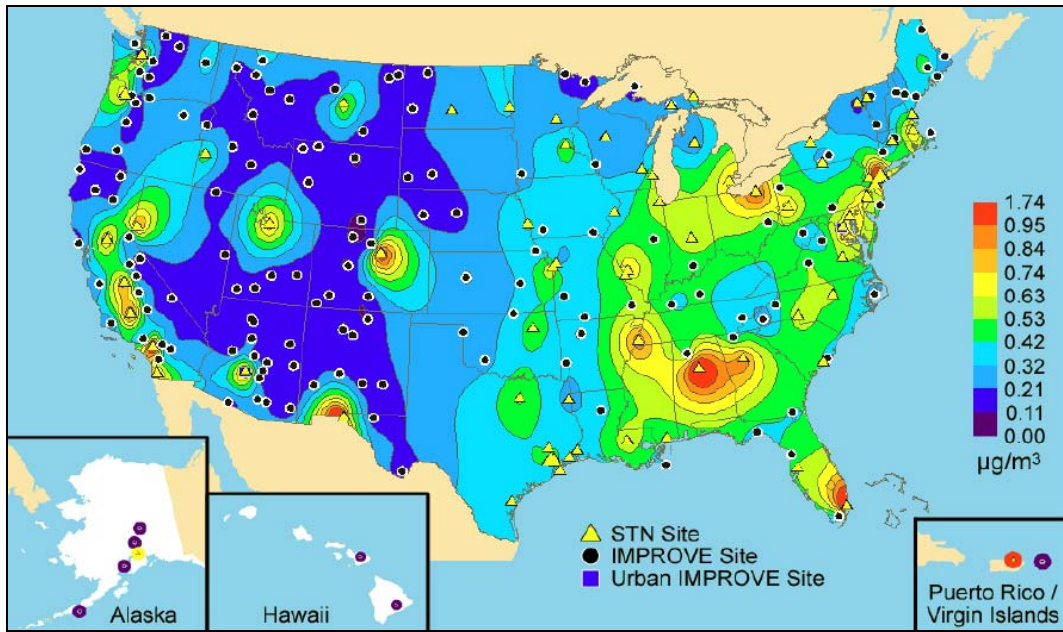 1.74
0.95
0.84
0.74
0.63
0.53
0.42
0.32
0.21
0.11
0.00
µg/m³
STN Site
IMPROVE Site
Urban IMPROVE Site
Alaska
Hawaii
Puerto Rico /
Virgin Islands